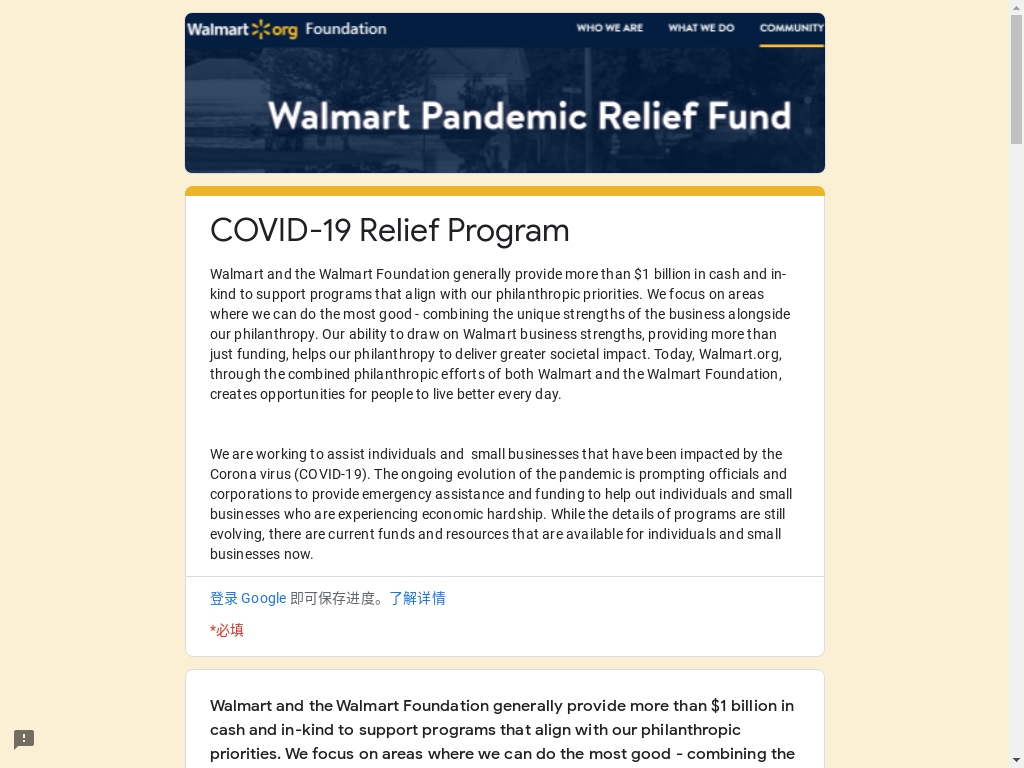 Walmart org Foundation
WHO WE ARE WHAT WE DO COMMUNITY
Walmart Pandemic Relief Fund
COVID-19 Relief Program
Walmart and the Walmart Foundation generally provide more than $1 billion in cash and in-
kind to support programs that align with our philanthropic priorities. We focus on areas
where we can do the most good - combining the unique strengths of the business alongside
our philanthropy. Our ability to draw on Walmart business strengths, providing more than
just funding, helps our philanthropy to deliver greater societal impact. Today, Walmart.org,
through the combined philanthropic efforts of both Walmart and the Walmart Foundation,
creates opportunities for people to live better every day.
We are working to assist individuals and  small businesses that have been impacted by the
Corona virus (COVID-19). The ongoing evolution of the pandemic is prompting officials and
corporations to provide emergency assistance and funding to help out individuals and small
businesses who are experiencing economic hardship. While the details of programs are still
evolving, there are current funds and resources that are available for individuals and small
businesses now.
登录 Google 即可保存进度。了解详情
*必填
Walmart and the Walmart Foundation generally provide more than $1 billion in
cash and in-kind to support programs that align with our philanthropic
priorities. We focus on areas where we can do the most good - combining the